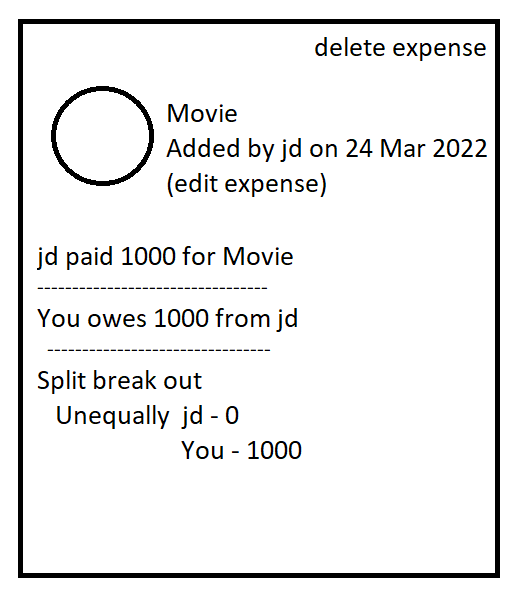 delete expense
Movie
Added by jd on 24 Mar 2022
(edit expense)
jd paid 1000 for Movie
---------------------------------
You owes 1000 from jd
--------------------------------
Split break out
Unequally  jd - 0
You - 1000